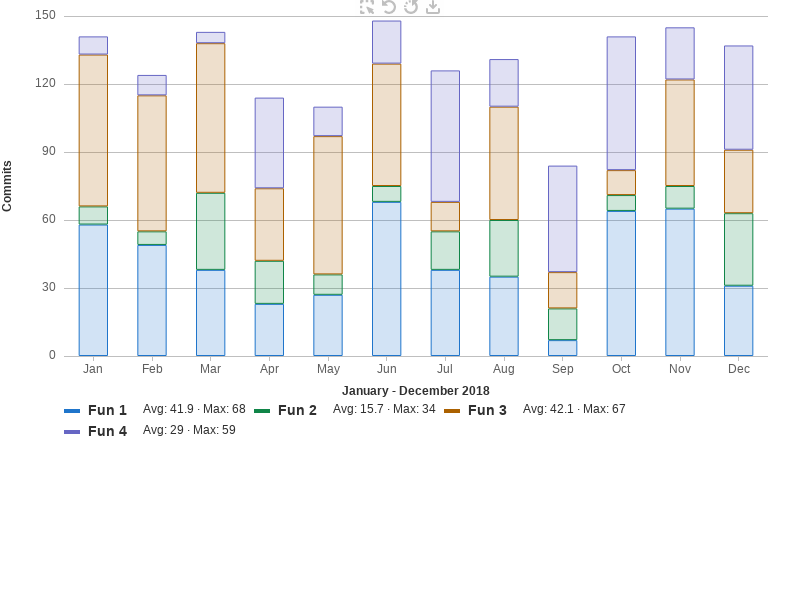 150
120
90
60
30
0
Commits
Jan Feb Mar Apr May Jun Jul Aug Sep Oct Nov Dec
January - December 2018
Fun 1 Avg: 41.9 · Max: 68 Fun 2 Avg: 15.7 · Max: 34 Fun 3 Avg: 42.1 · Max: 67
Fun 4 Avg: 29 · Max: 59